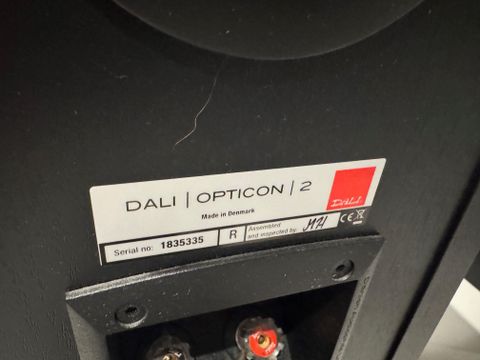 DALI | OPTICON | 2
DALI
Made in Denmark
Serial no: 1835335
R
Assembled
and inspected by:
CE